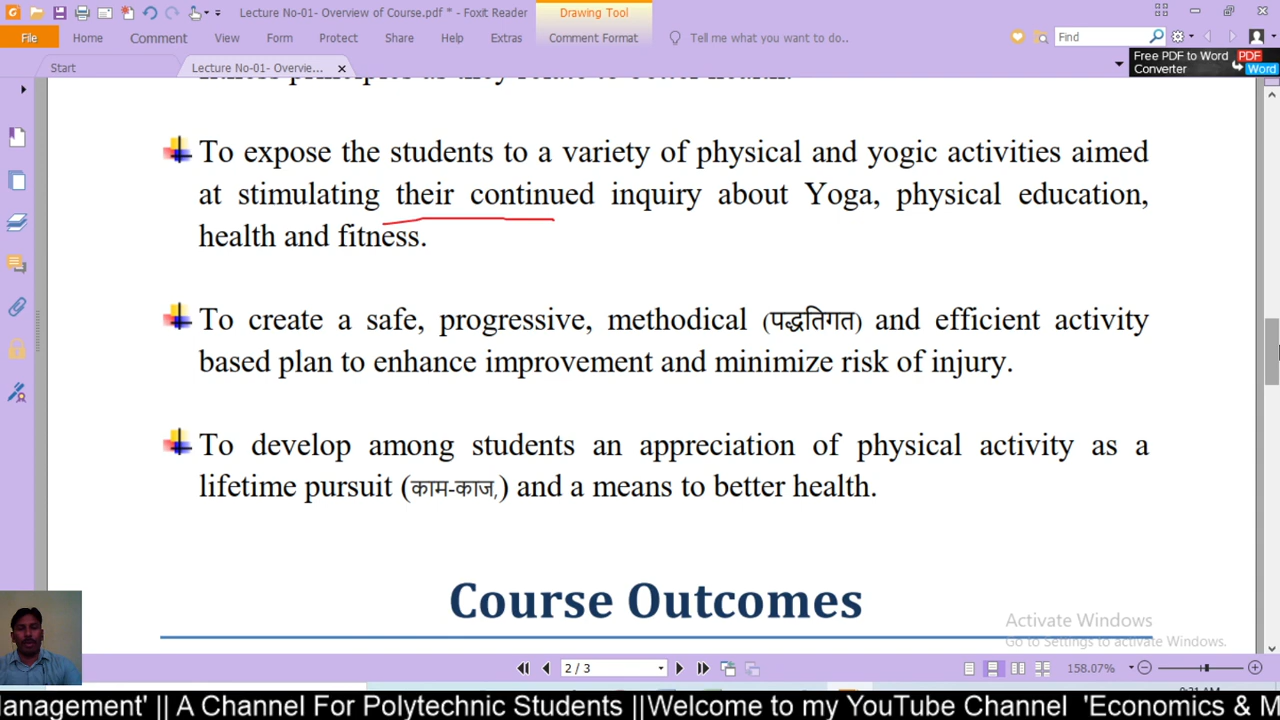 Lecture No-01- Overview of Course.pdf * - Foxit Reader
Drawing Tool
File Home Comment View Form Protect Share Help Extras Comment Format Tell me what you want to do.. Find
Start Lecture No-01- Overvie...
Free PDF to Word Converter PDF Word
To expose the students to a variety of physical and yogic activities aimed
at stimulating their continued inquiry about Yoga, physical education,
health and fitness.
To create a safe, progressive, methodical (पद्धतिगत) and efficient activity
based plan to enhance improvement and minimize risk of injury.
To develop among students an appreciation of physical activity as a
lifetime pursuit (काम-काज,) and a means to better health.
Course Outcomes
Activate Windows
Go to Settings to activate Windows.
2 / 3 158.07%
anagement' || A Channel For Polytechnic Students ||Welcome to my YouTube Channel 'Economics & M